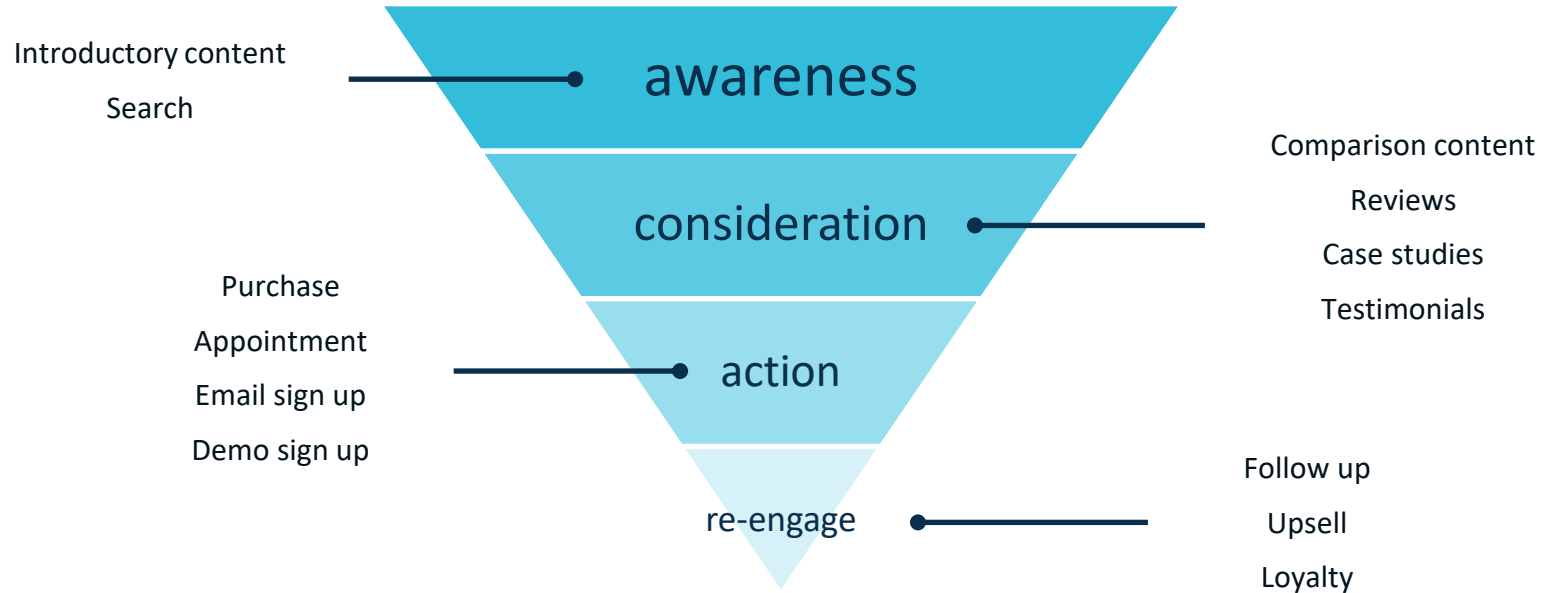 Introductory content
Search
awareness
Comparison content
Reviews
Case studies
Testimonials
consideration
Purchase
Appointment
Email sign up
Demo sign up
action
Follow up
Upsell
Loyalty
re-engage